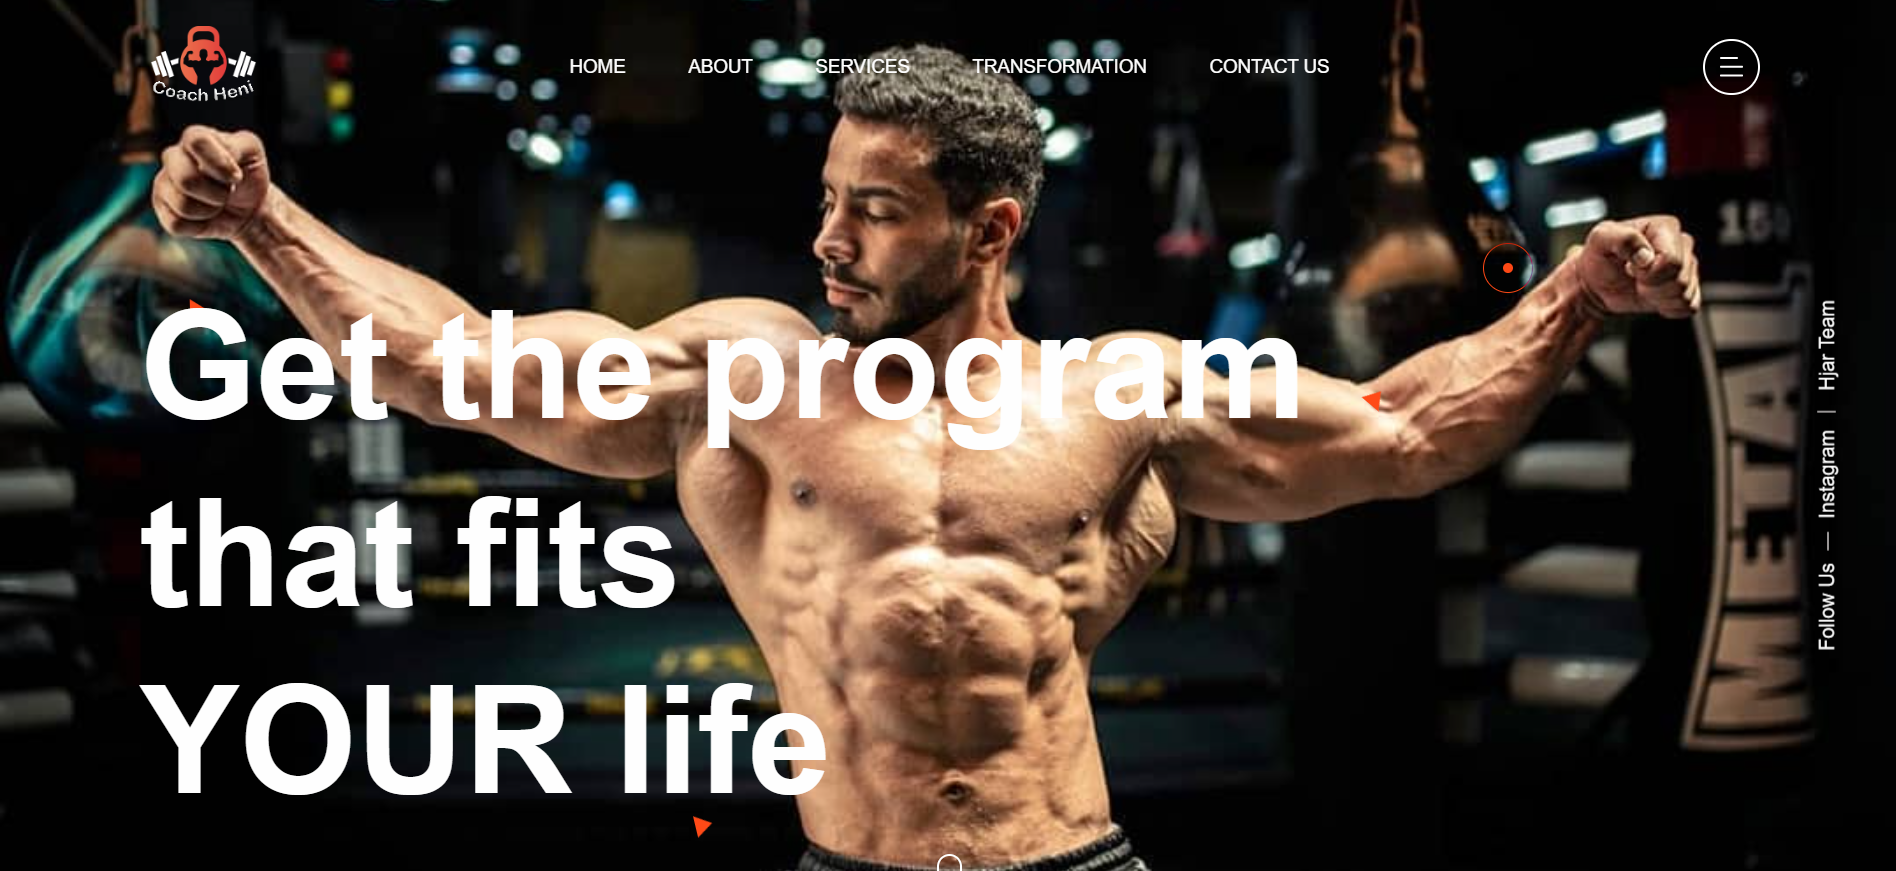 Coach Heni
HOME
ABOUT
SERVICES
TRANSFORMATION
CONTACT US
Get the program
that fits
YOUR life
Follow Us — Instagram | Hjar Team
METAL